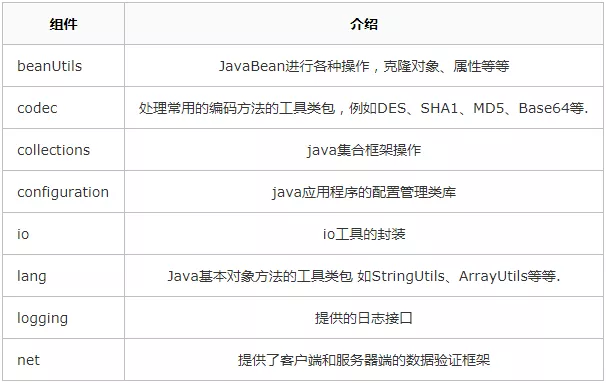 组件 介绍
beanUtils JavaBean进行各种操作，克隆对象、属性等等
codec 处理常用的编码方法的工具类包，例如DES、SHA1、MD5、Base64等.
collections java集合框架操作
configuration java应用程序的配置管理类库
io io工具的封装
lang Java基本对象方法的工具类包 如StringUtils、ArrayUtils等等.
logging 提供的日志接口
net 提供了客户端和服务器端的数据验证框架